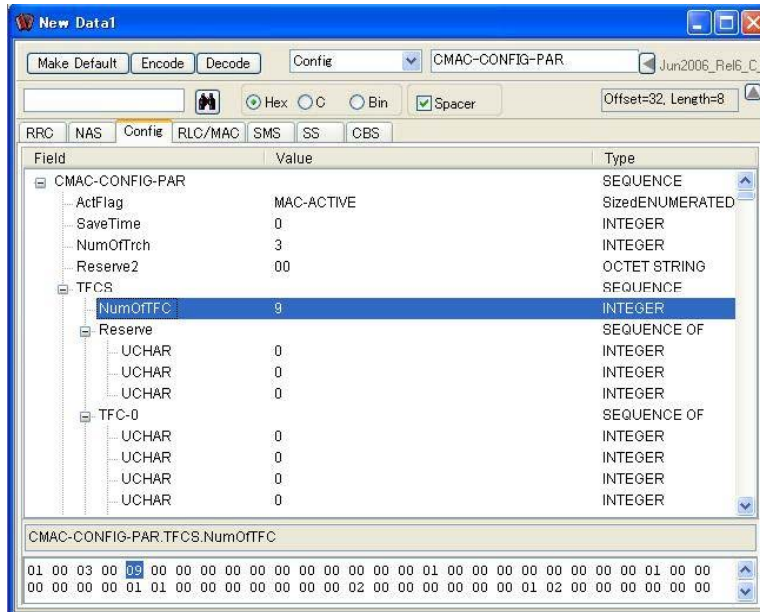 New Data1
Make Default Encode Decode Config CMAC-CONFIG-PAR Jun2006_Rel6_C_
Hex C Bin Spacer Offset=32, Length=8
RRC NAS Config RLC/MAC SMS SS CBS
Field Value Type
CMAC-CONFIG-PAR SEQUENCE
ActFlag MAC-ACTIVE SizedENUMERATED
SaveTime 0 INTEGER
NumOfTrch 3 INTEGER
Reserve2 00 OCTET STRING
TFCS SEQUENCE
NumOfTFC 9 INTEGER
Reserve SEQUENCE OF
UCHAR 0 INTEGER
UCHAR 0 INTEGER
UCHAR 0 INTEGER
TFC-0 SEQUENCE OF
UCHAR 0 INTEGER
UCHAR 0 INTEGER
UCHAR 0 INTEGER
UCHAR 0 INTEGER
CMAC-CONFIG-PAR.TFCS.NumOfTFC
01 00 03 00 09 00 00 00 00 00 00 00 00 00 00 00 01 00 00 00 00 00 00 00 00 01 00 00
00 00 00 00 01 01 00 00 00 00 00 00 00 00 02 00 00 00 00 00 00 01 02 00 00 00 00 00 00